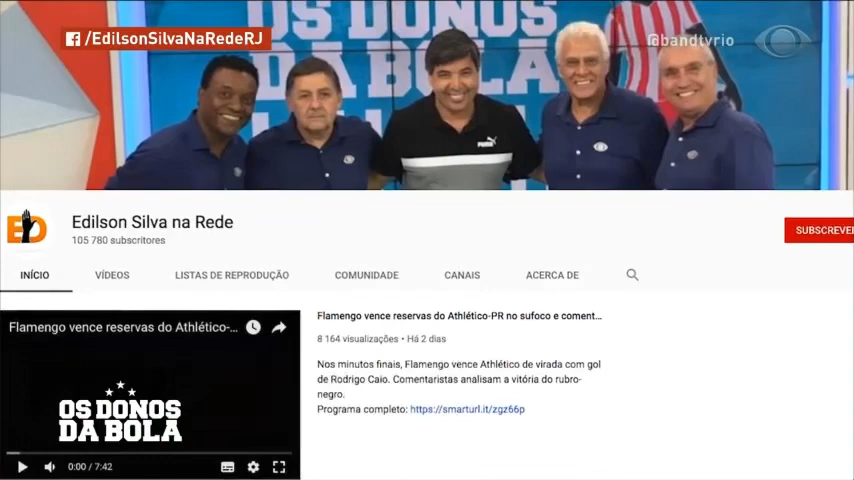 /EdilsonSilvaNaRedeRJ
@bandtvrio
OS DONOS
DA BOLA
PUMA
ED
Edilson Silva na Rede
105 780 subscritores
SUBSCREVE
INÍCIO
VÍDEOS
LISTAS DE REPRODUÇÃO
COMUNIDADE
CANAIS
ACERCA DE
Flamengo vence reservas do Athlético-...
OS DONOS
DA BOLA
0:00 / 7:42
Flamengo vence reservas do Athlético-PR no sufoco e coment...
8 164 visualizações • Há 2 dias
Nos minutos finais, Flamengo vence Athlético de virada com gol
de Rodrigo Caio. Comentaristas analisam a vitória do rubro-
negro.
Programa completo: https://smarturl.it/zgz66p